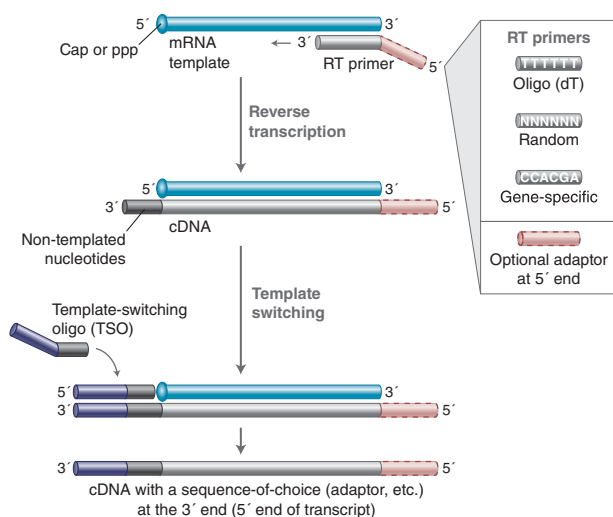 5´
3´
Cap or ppp
mRNA
template
3´
RT primer
5´
RT primers
TTTTTT
Oligo (dT)
NNNNNN
Random
CCACGA
Gene-specific
Optional adaptor
at 5´ end
Reverse
transcription
5´
3´
3´
5´
cDNA
Non-templated
nucleotides
Template
switching
Template-switching
oligo (TSO)
5´
3´
3´
5´
3´
5´
cDNA with a sequence-of-choice (adaptor, etc.)
at the 3´ end (5´ end of transcript)